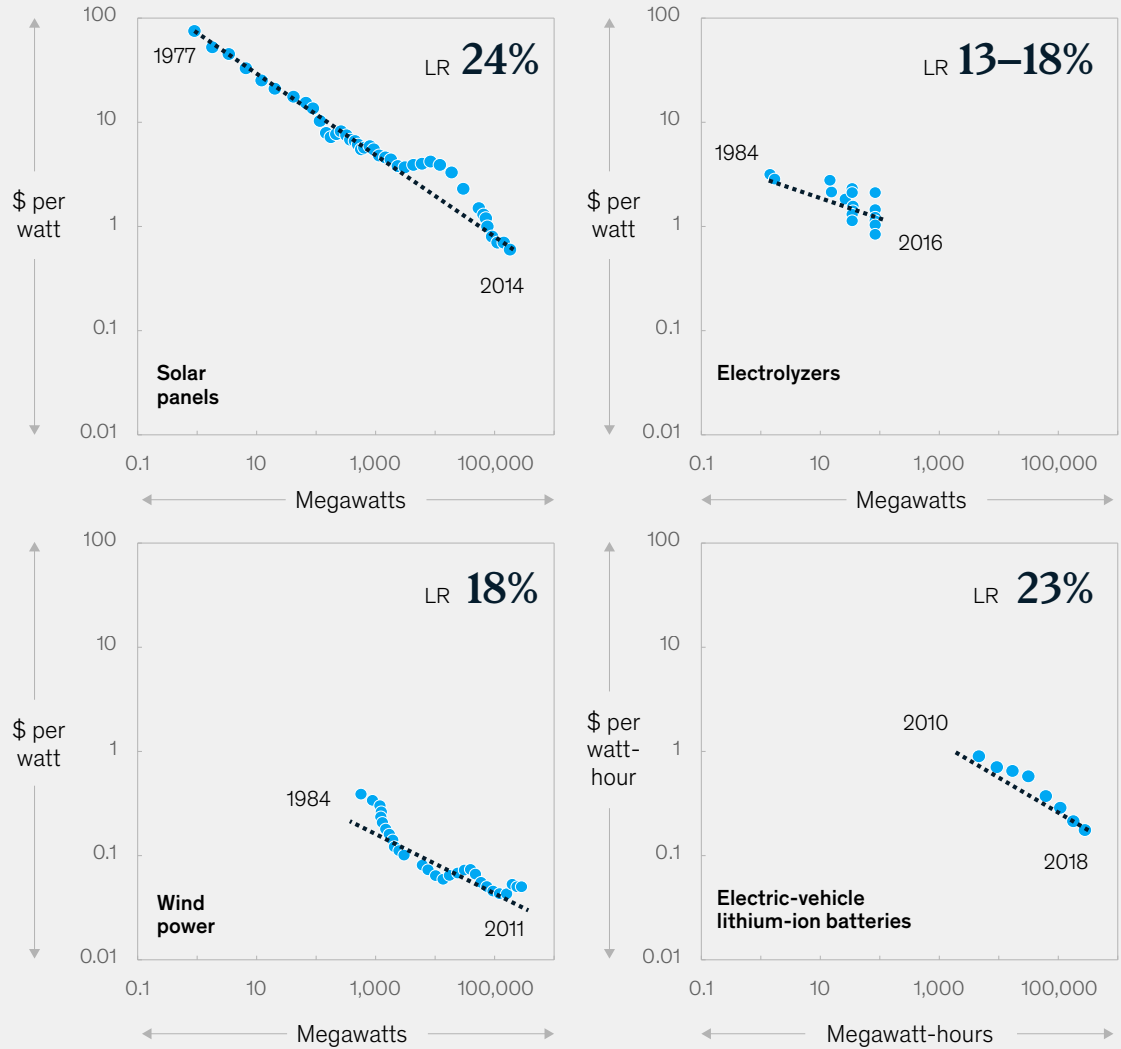 100
10
1
0.1
0.01
$ per
watt
1977
LR 24%
2014
Solar
panels
0.1
10
1,000
100,000
Megawatts
100
10
1
0.1
0.01
$ per
watt
1984
LR 13–18%
2016
Electrolyzers
0.1
10
1,000
100,000
Megawatts
100
10
1
0.1
0.01
$ per
watt
1984
LR 18%
2011
Wind
power
0.1
10
1,000
100,000
Megawatts
100
10
1
0.1
0.01
$ per
watt-
hour
2010
LR 23%
2018
Electric-vehicle
lithium-ion batteries
0.1
10
1,000
100,000
Megawatt-hours